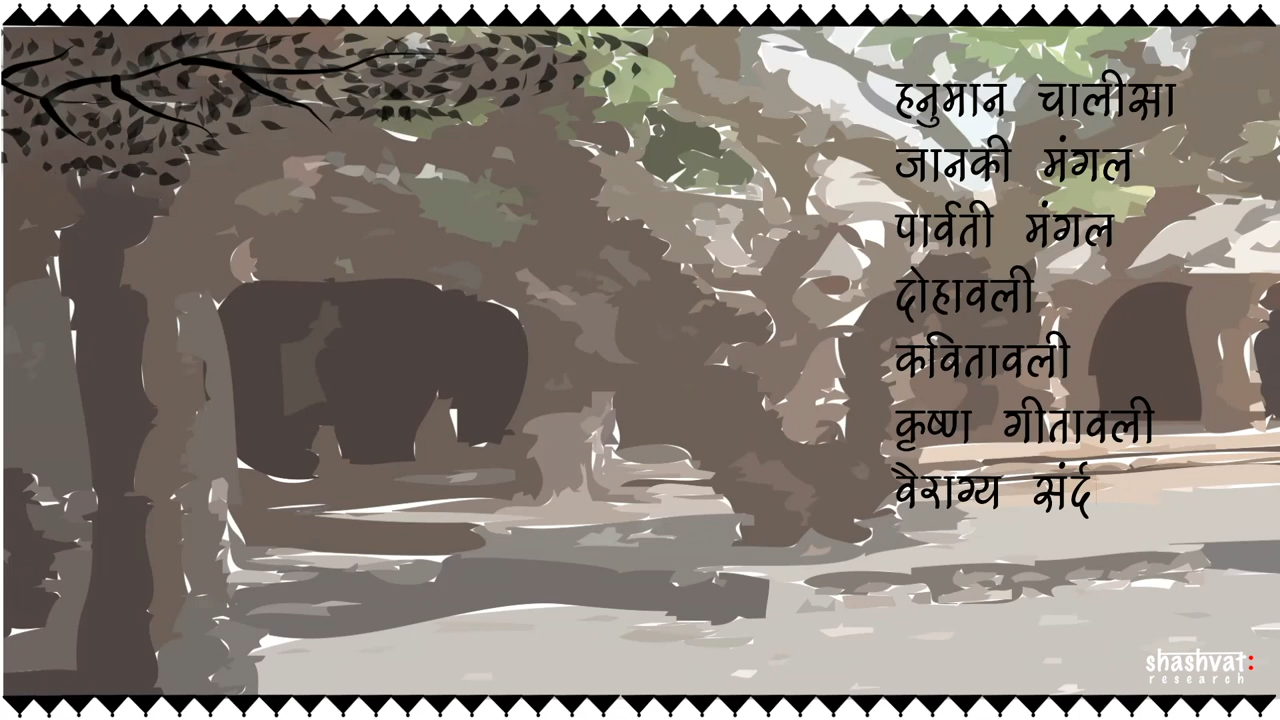 हनुमान चालीसा
जानकी मंगल
पार्वती मंगल
दोहावली
कवितावली
कृष्ण गीतावली
वैराग्य संर्द
shashvat:
research